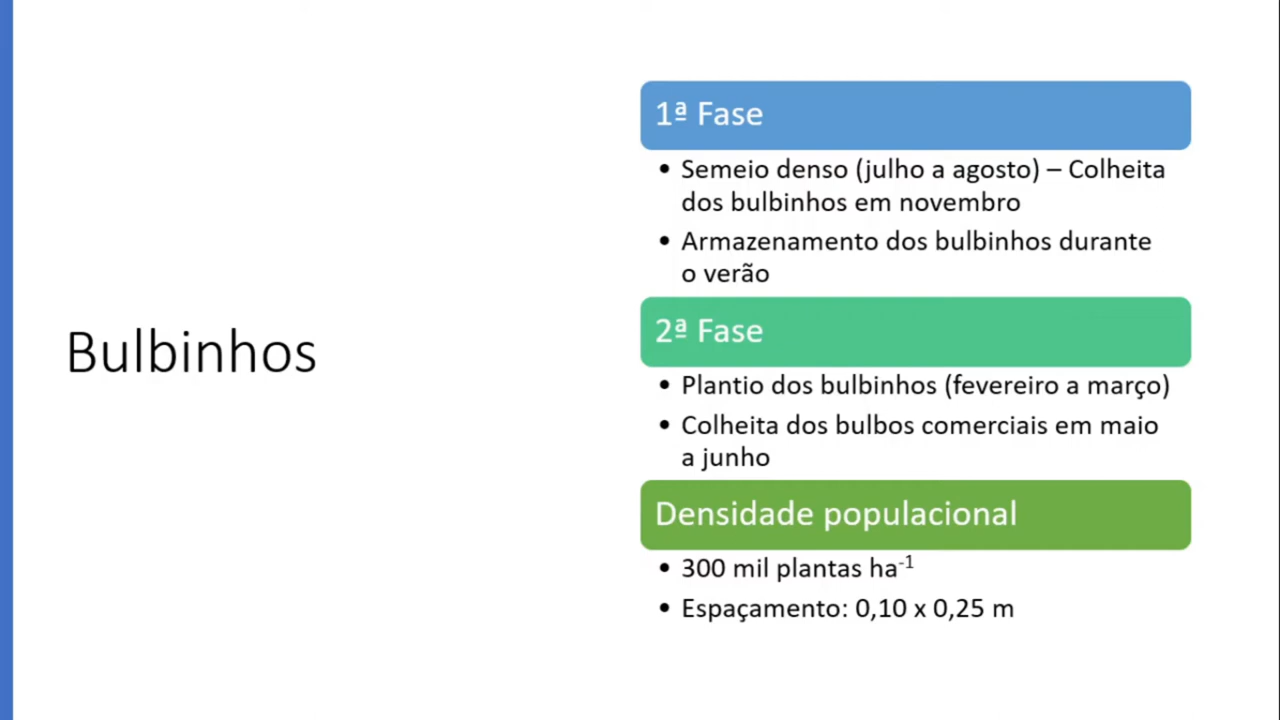 Bulbinhos
1ª Fase
• Semeio denso (julho a agosto) – Colheita
dos bulbinhos em novembro
• Armazenamento dos bulbinhos durante
o verão
2ª Fase
• Plantio dos bulbinhos (fevereiro a março)
• Colheita dos bulbos comerciais em maio
a junho
Densidade populacional
• 300 mil plantas ha⁻¹
• Espaçamento: 0,10 x 0,25 m